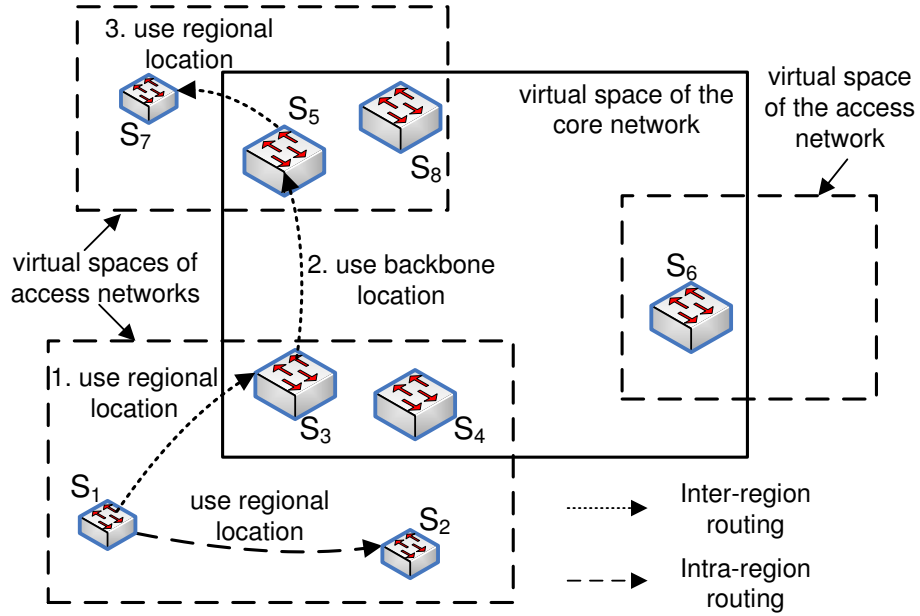 3. use regional
location
S7
S5
S8
virtual space of the
core network
virtual space
of the access
network
virtual spaces of
access networks
2. use backbone
location
S6
1. use regional
location
S3
S4
S1
use regional
location
S2
Inter-region
routing
Intra-region
routing